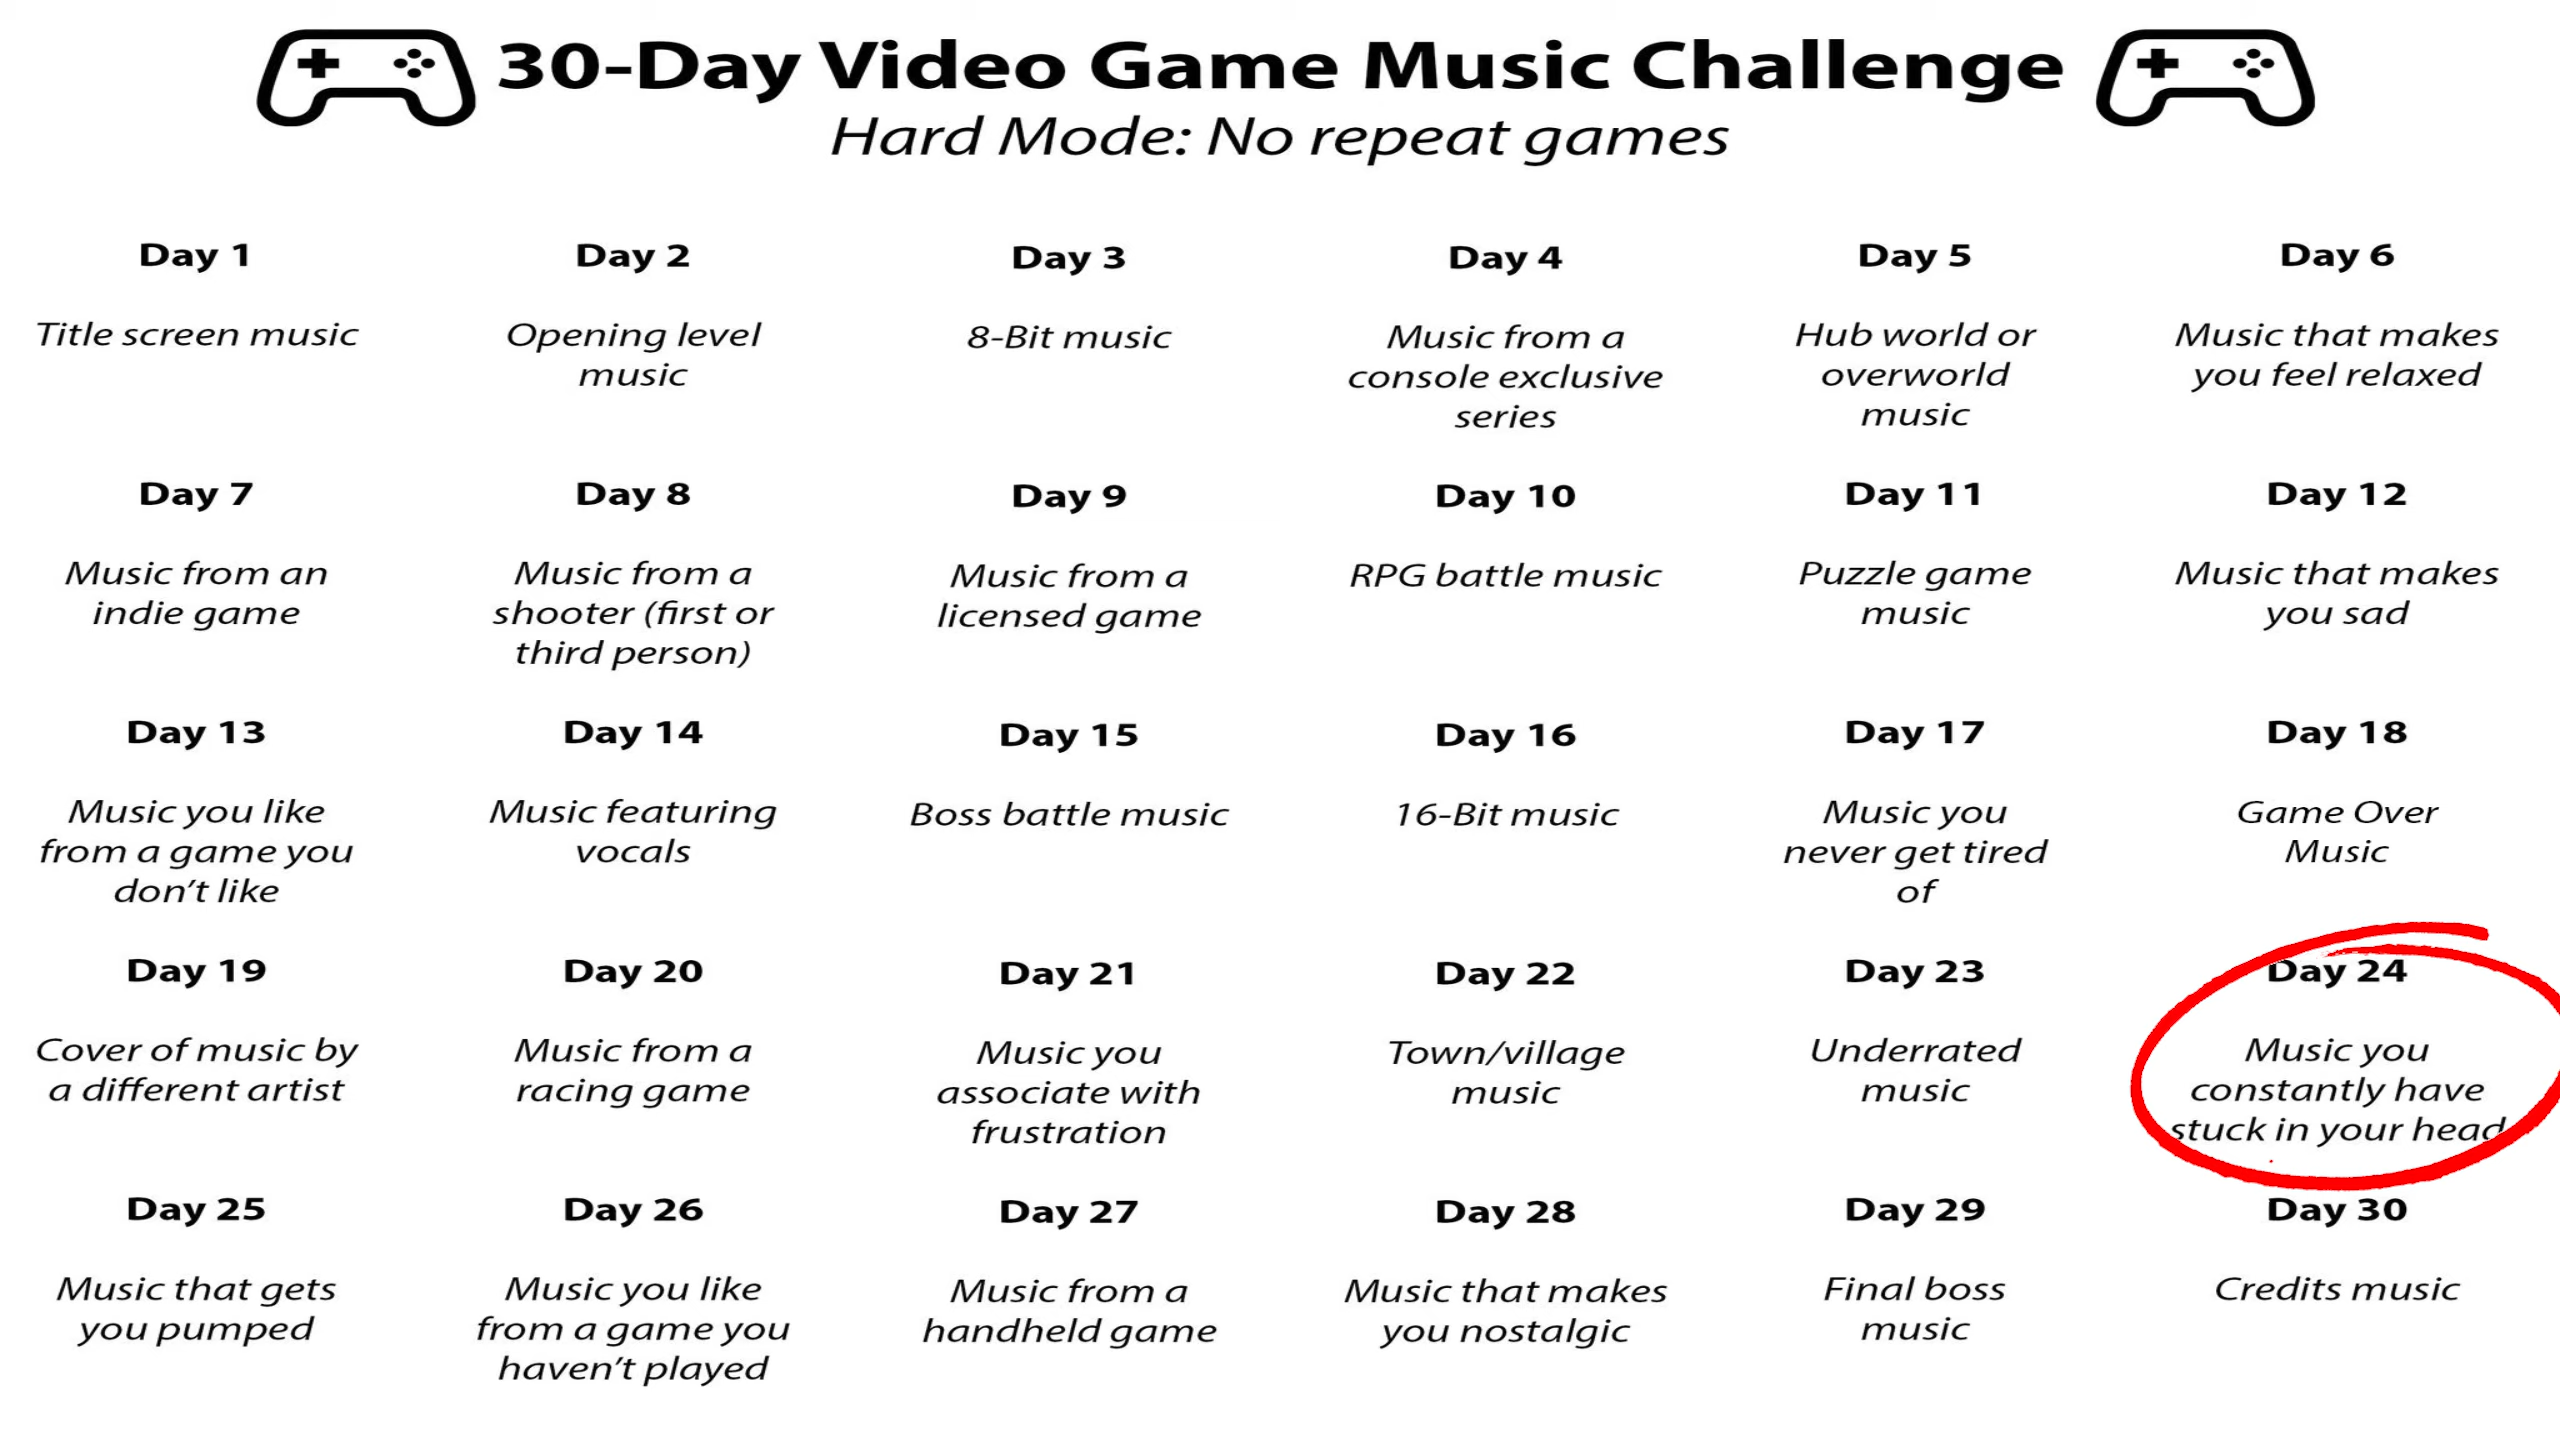 30-Day Video Game Music Challenge
Hard Mode: No repeat games
Day 1
Title screen music
Day 2
Opening level
music
Day 3
8-Bit music
Day 4
Music from a
console exclusive
series
Day 5
Hub world or
overworld
music
Day 6
Music that makes
you feel relaxed
Day 7
Music from an
indie game
Day 8
Music from a
shooter (first or
third person)
Day 9
Music from a
licensed game
Day 10
RPG battle music
Day 11
Puzzle game
music
Day 12
Music that makes
you sad
Day 13
Music you like
from a game you
don’t like
Day 14
Music featuring
vocals
Day 15
Boss battle music
Day 16
16-Bit music
Day 17
Music you
never get tired
of
Day 18
Game Over
Music
Day 19
Cover of music by
a different artist
Day 20
Music from a
racing game
Day 21
Music you
associate with
frustration
Day 22
Town/village
music
Day 23
Underrated
music
Day 24
Music you
constantly have
stuck in your head
Day 25
Music that gets
you pumped
Day 26
Music you like
from a game you
haven’t played
Day 27
Music from a
handheld game
Day 28
Music that makes
you nostalgic
Day 29
Final boss
music
Day 30
Credits music